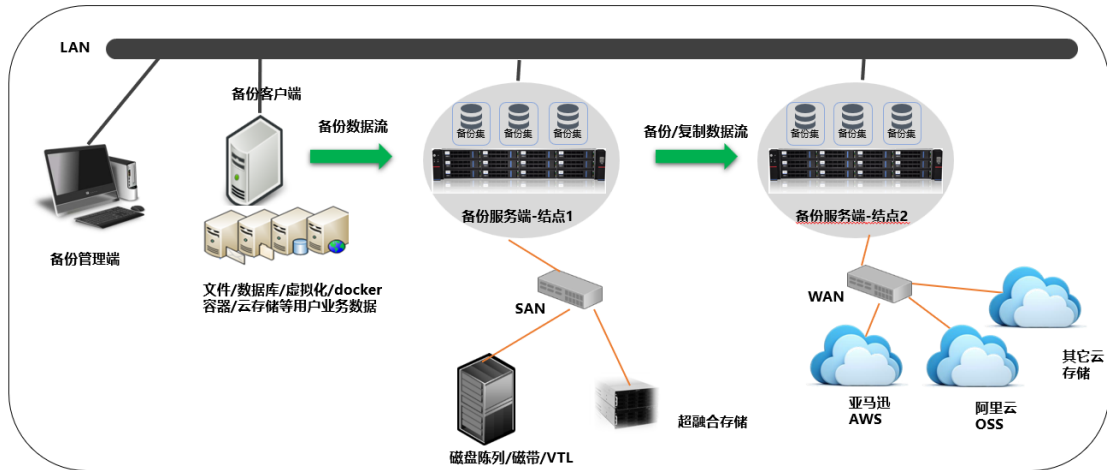 LAN
备份客户端
备份数据流
备份集
备份集
备份集
备份/复制数据流
备份集
备份集
备份集
备份管理端
备份服务端-结点1
备份服务端-结点2
文件/数据库/虚拟化/docker
容器/云存储等用户业务数据
SAN
WAN
磁盘阵列/磁带/VTL
超融合存储
亚马迅
AWS
阿里云
OSS
其它云
存储